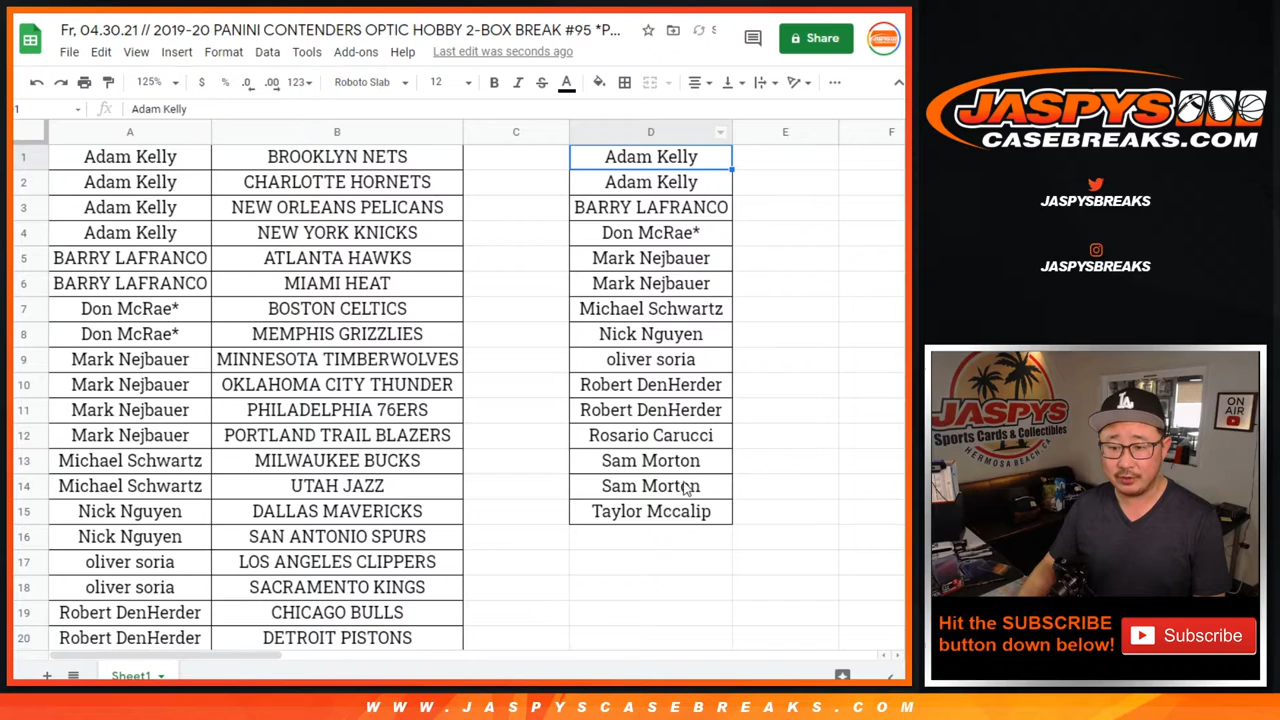 Fr, 04.30.21 // 2019-20 PANINI CONTENDERS OPTIC HOBBY 2-BOX BREAK #95 *P...
Share
File Edit View Insert Format Data Tools Add-ons Help Last edit was seconds ago
125% $ % .0 .00 123 Roboto Slab 12 B I S A
1 fx Adam Kelly
A B C D E F
1 Adam Kelly BROOKLYN NETS Adam Kelly
2 Adam Kelly CHARLOTTE HORNETS Adam Kelly
3 Adam Kelly NEW ORLEANS PELICANS BARRY LAFRANCO
4 Adam Kelly NEW YORK KNICKS Don McRae*
5 BARRY LAFRANCO ATLANTA HAWKS Mark Nejbauer
6 BARRY LAFRANCO MIAMI HEAT Mark Nejbauer
7 Don McRae* BOSTON CELTICS Michael Schwartz
8 Don McRae* MEMPHIS GRIZZLIES Nick Nguyen
9 Mark Nejbauer MINNESOTA TIMBERWOLVES oliver soria
10 Mark Nejbauer OKLAHOMA CITY THUNDER Robert DenHerder
11 Mark Nejbauer PHILADELPHIA 76ERS Robert DenHerder
12 Mark Nejbauer PORTLAND TRAIL BLAZERS Rosario Carucci
13 Michael Schwartz MILWAUKEE BUCKS Sam Morton
14 Michael Schwartz UTAH JAZZ Sam Morton
15 Nick Nguyen DALLAS MAVERICKS Taylor Mccalip
16 Nick Nguyen SAN ANTONIO SPURS
17 oliver soria LOS ANGELES CLIPPERS
18 oliver soria SACRAMENTO KINGS
19 Robert DenHerder CHICAGO BULLS
20 Robert DenHerder DETROIT PISTONS
Sheet1
JASPYS
CASEBREAKS.COM
JASPYSBREAKS
JASPYSBREAKS
JASPYS
Sports Cards & Collectibles
HERMOSA BEACH
LA
ON
AIR
Hit the SUBSCRIBE
button down below!
Subscribe
WWW.JASPYSCASEBREAKS.COM